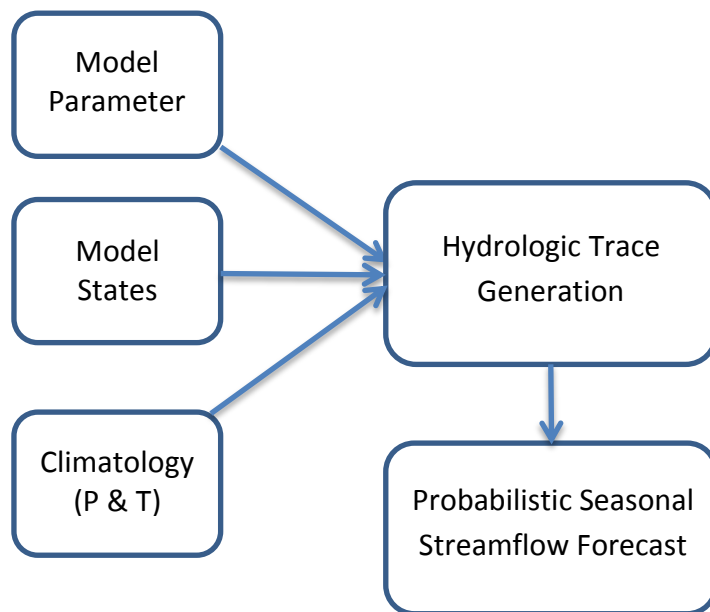 Model
Parameter
Model
States
Climatology
(P & T)
Hydrologic Trace
Generation
Probabilistic Seasonal
Streamflow Forecast